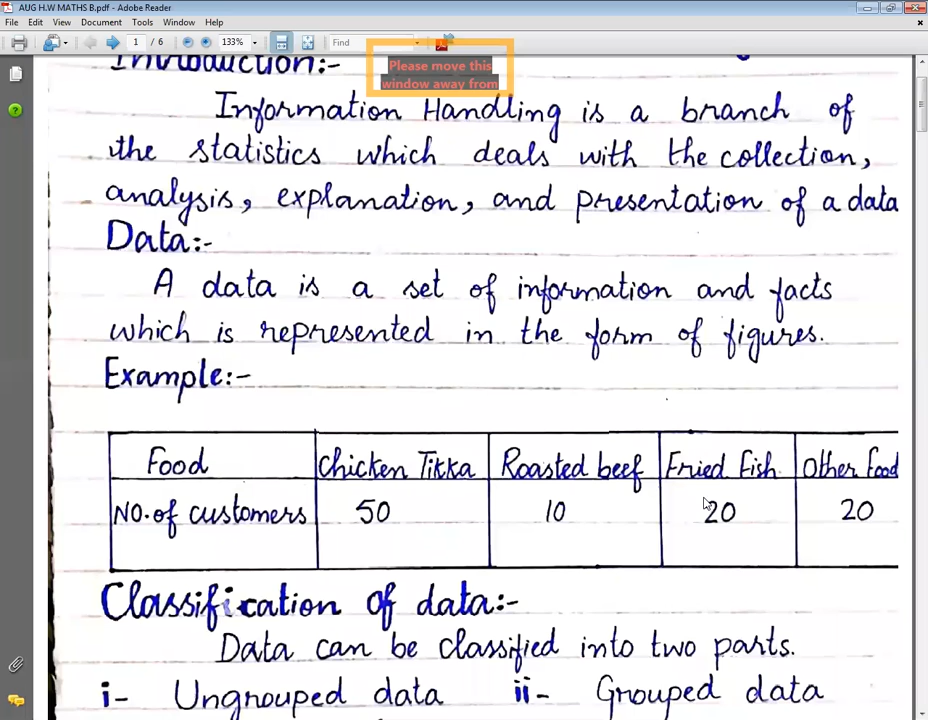 AUG H.W MATHS B.pdf - Adobe Reader
File Edit View Document Tools Window Help
1 / 6 133% Find
Please move this
window away from
Introduction:-
Information Handling is a branch of
the statistics which deals with the collection,
analysis, explanation, and presentation of a data
Data:-
A data is a set of information and facts
which is represented in the form of figures.
Example:-
Food Chicken Tikka Roasted beef Fried Fish Other Food
NO. of customers 50 10 20 20
Classification of data:-
Data can be classified into two parts.
i- Ungrouped data ii- Grouped data